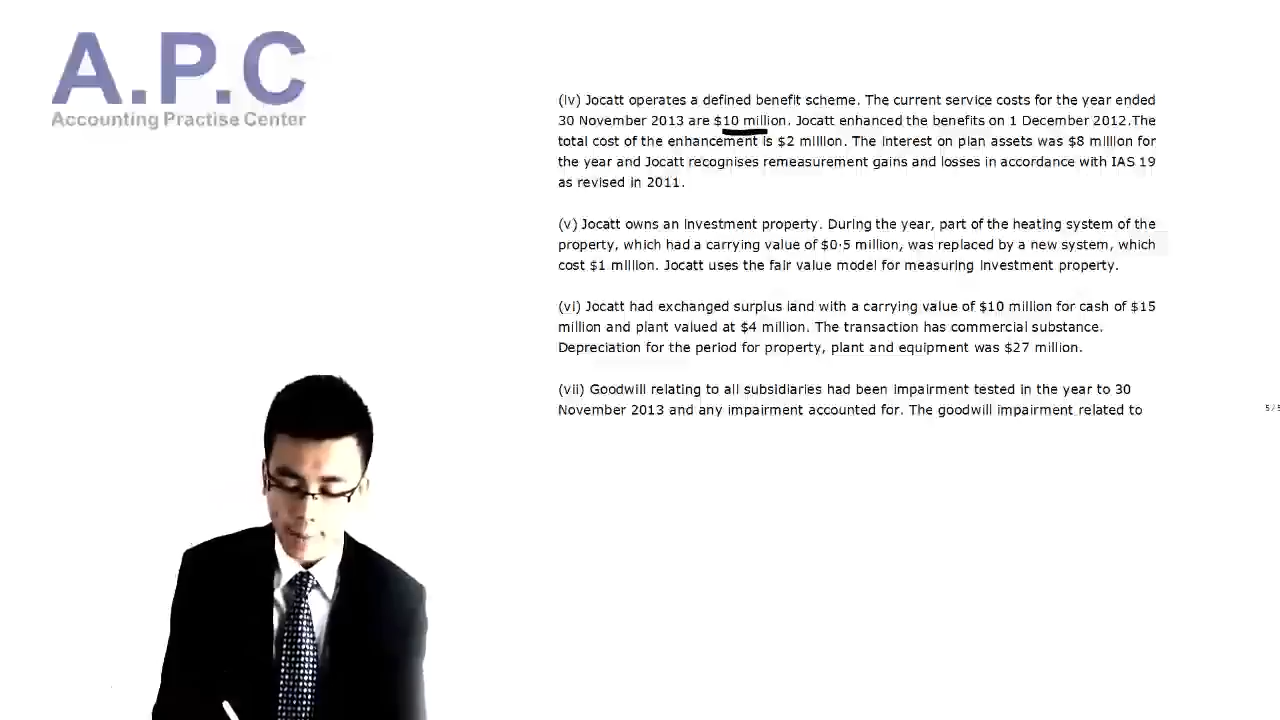 A.P.C
Accounting Practise Center
(iv) Jocatt operates a defined benefit scheme. The current service costs for the year ended
30 November 2013 are $10 million. Jocatt enhanced the benefits on 1 December 2012.The
total cost of the enhancement is $2 million. The interest on plan assets was $8 million for
the year and Jocatt recognises remeasurement gains and losses in accordance with IAS 19
as revised in 2011.
(v) Jocatt owns an investment property. During the year, part of the heating system of the
property, which had a carrying value of $0·5 million, was replaced by a new system, which
cost $1 million. Jocatt uses the fair value model for measuring investment property.
(vi) Jocatt had exchanged surplus land with a carrying value of $10 million for cash of $15
million and plant valued at $4 million. The transaction has commercial substance.
Depreciation for the period for property, plant and equipment was $27 million.
(vii) Goodwill relating to all subsidiaries had been impairment tested in the year to 30
November 2013 and any impairment accounted for. The goodwill impairment related to